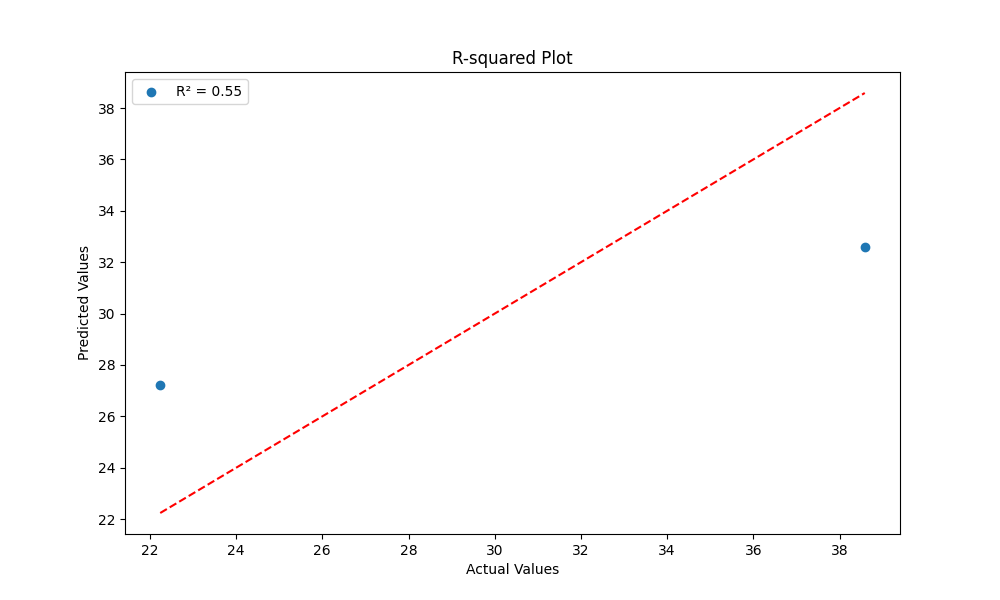 R-squared Plot
R² = 0.55
38
36
34
32
30
28
26
24
22
Predicted Values
22 24 26 28 30 32 34 36 38
Actual Values